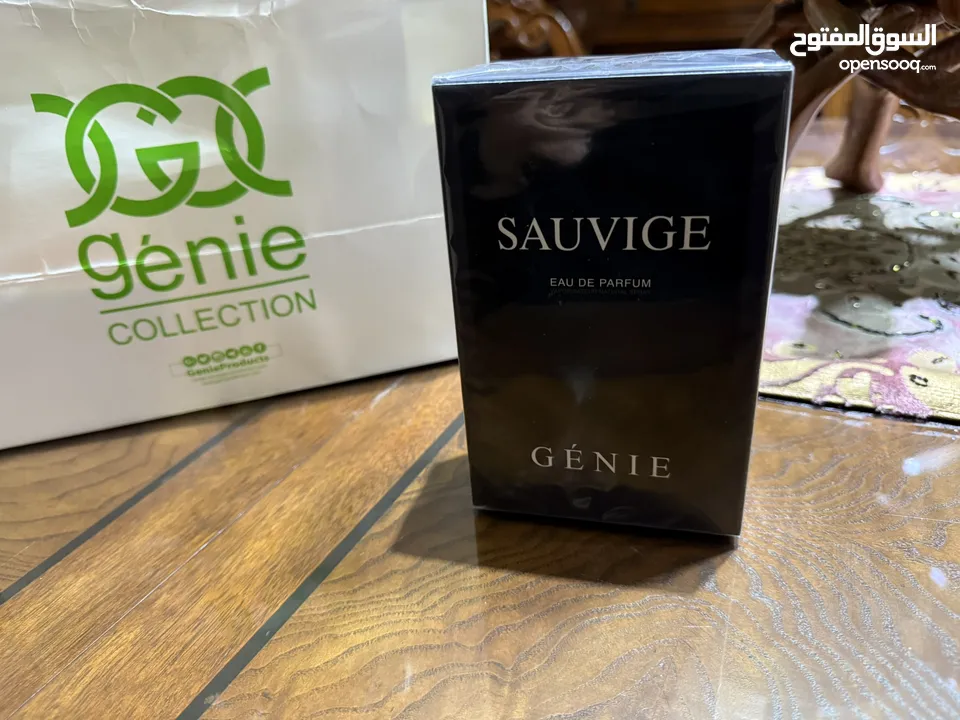 السوق المفتوح
opensooq.com
génie
COLLECTION
GenieProducts
SAUVIGE
EAU DE PARFUM
GÉNIE